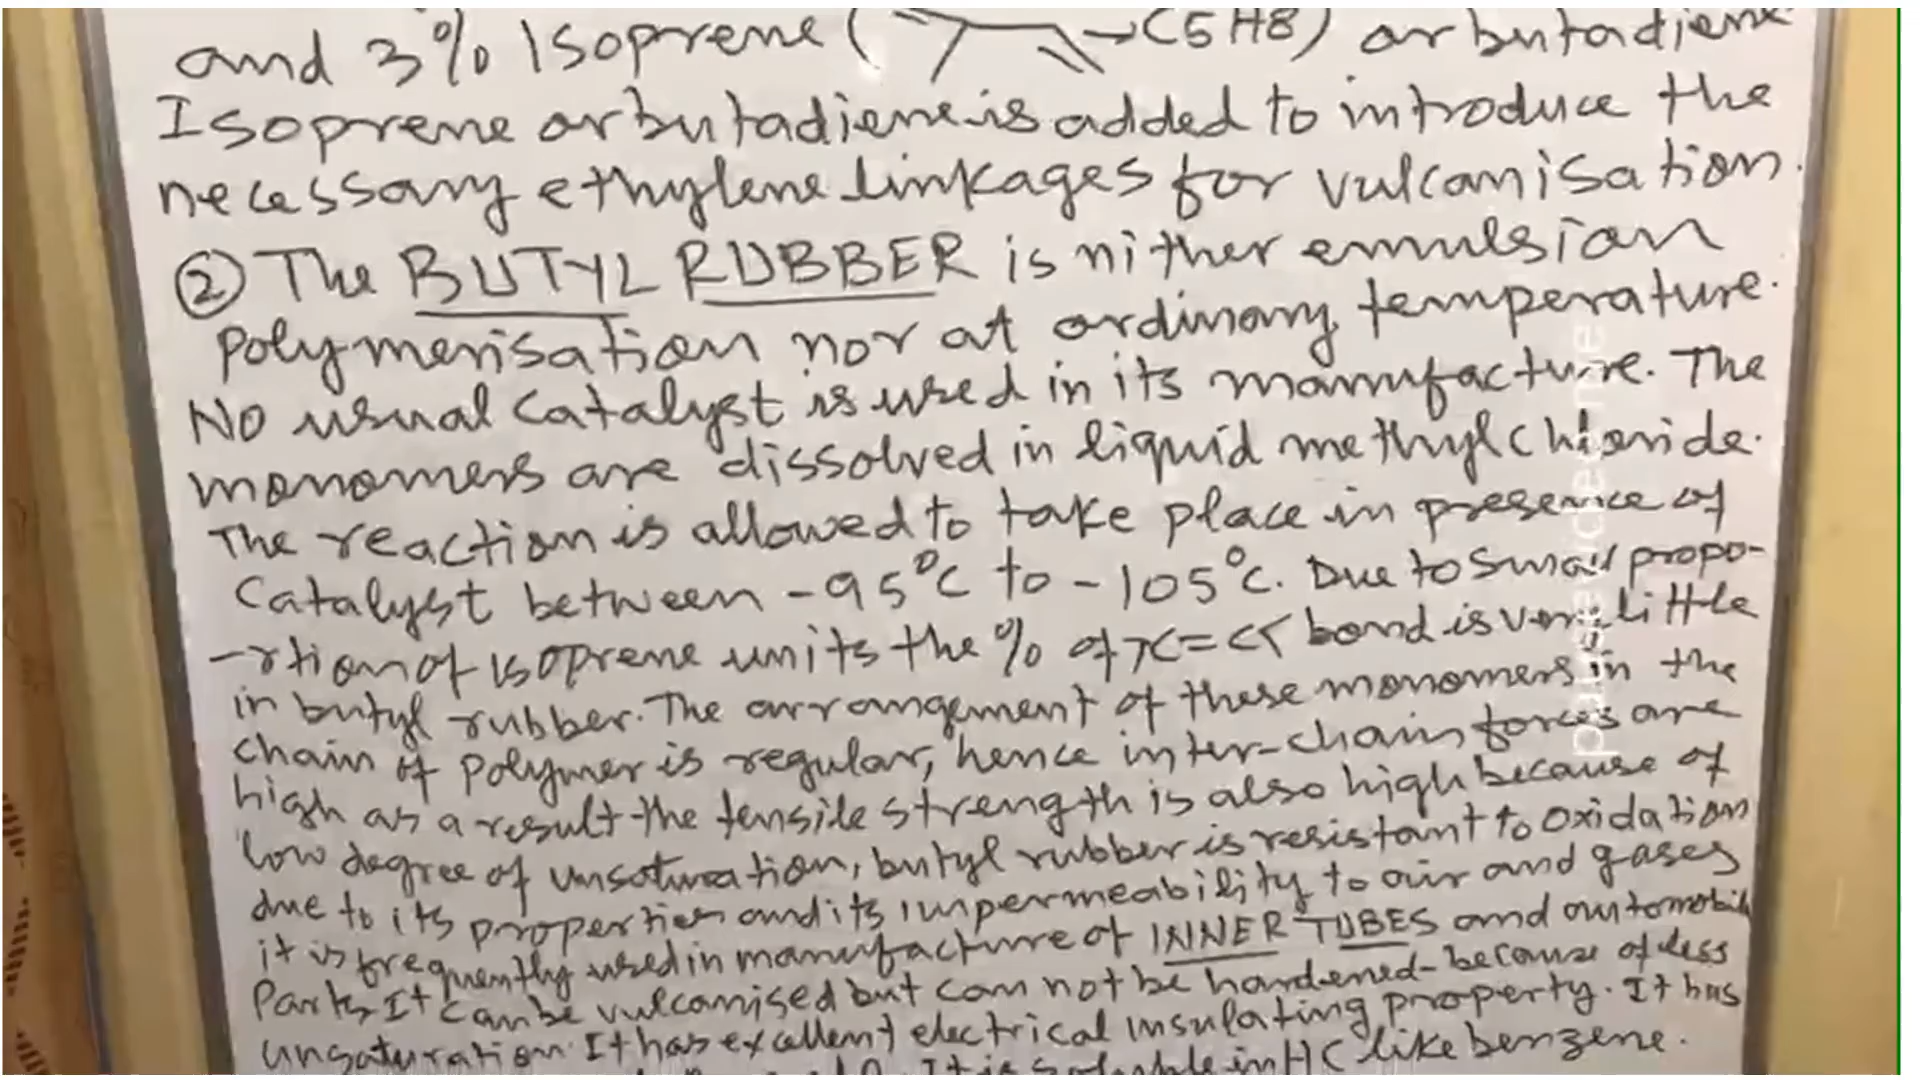 and 3% Isoprene ( → C5H8) or butadiene
Isoprene or butadiene is added to introduce the
necessary ethylene linkages for vulcanisation.
② The BUTYL RUBBER is nither emulsion
polymerisation nor at ordinary temperature.
No usual catalyst is used in its manufacture. The
monomers are dissolved in liquid methyl chloride.
The reaction is allowed to take place in presence of
Catalyst between -95°C to -105°C. Due to small propo-
-rtion of isoprene units the % of >C=C< bond is very little
in butyl rubber. The arrangement of these monomers in the
chain of polymer is regular, hence inter-chain forces are
high as a result the tensile strength is also high because of
low degree of unsaturation, butyl rubber is resistant to oxidation
due to its properties and its impermeability to air and gases
it is frequently used in manufacture of INNER TUBES and automobile
Parts, It can be vulcanised but can not be hardened - because of less
unsaturation. It has excellent electrical insulating property. It has
It is soluble in HC like benzene.